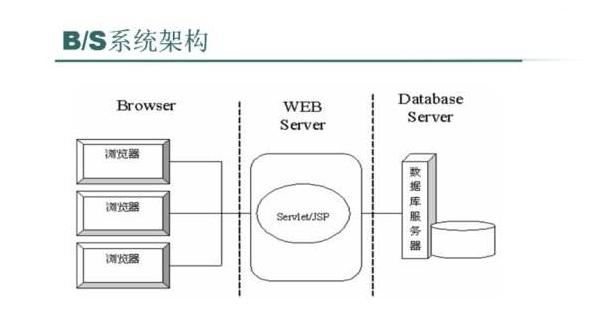 B/S系统架构
Browser
WEB
Server
Database
Server
浏览器
浏览器
浏览器
Servlet/JSP
数据库服务器